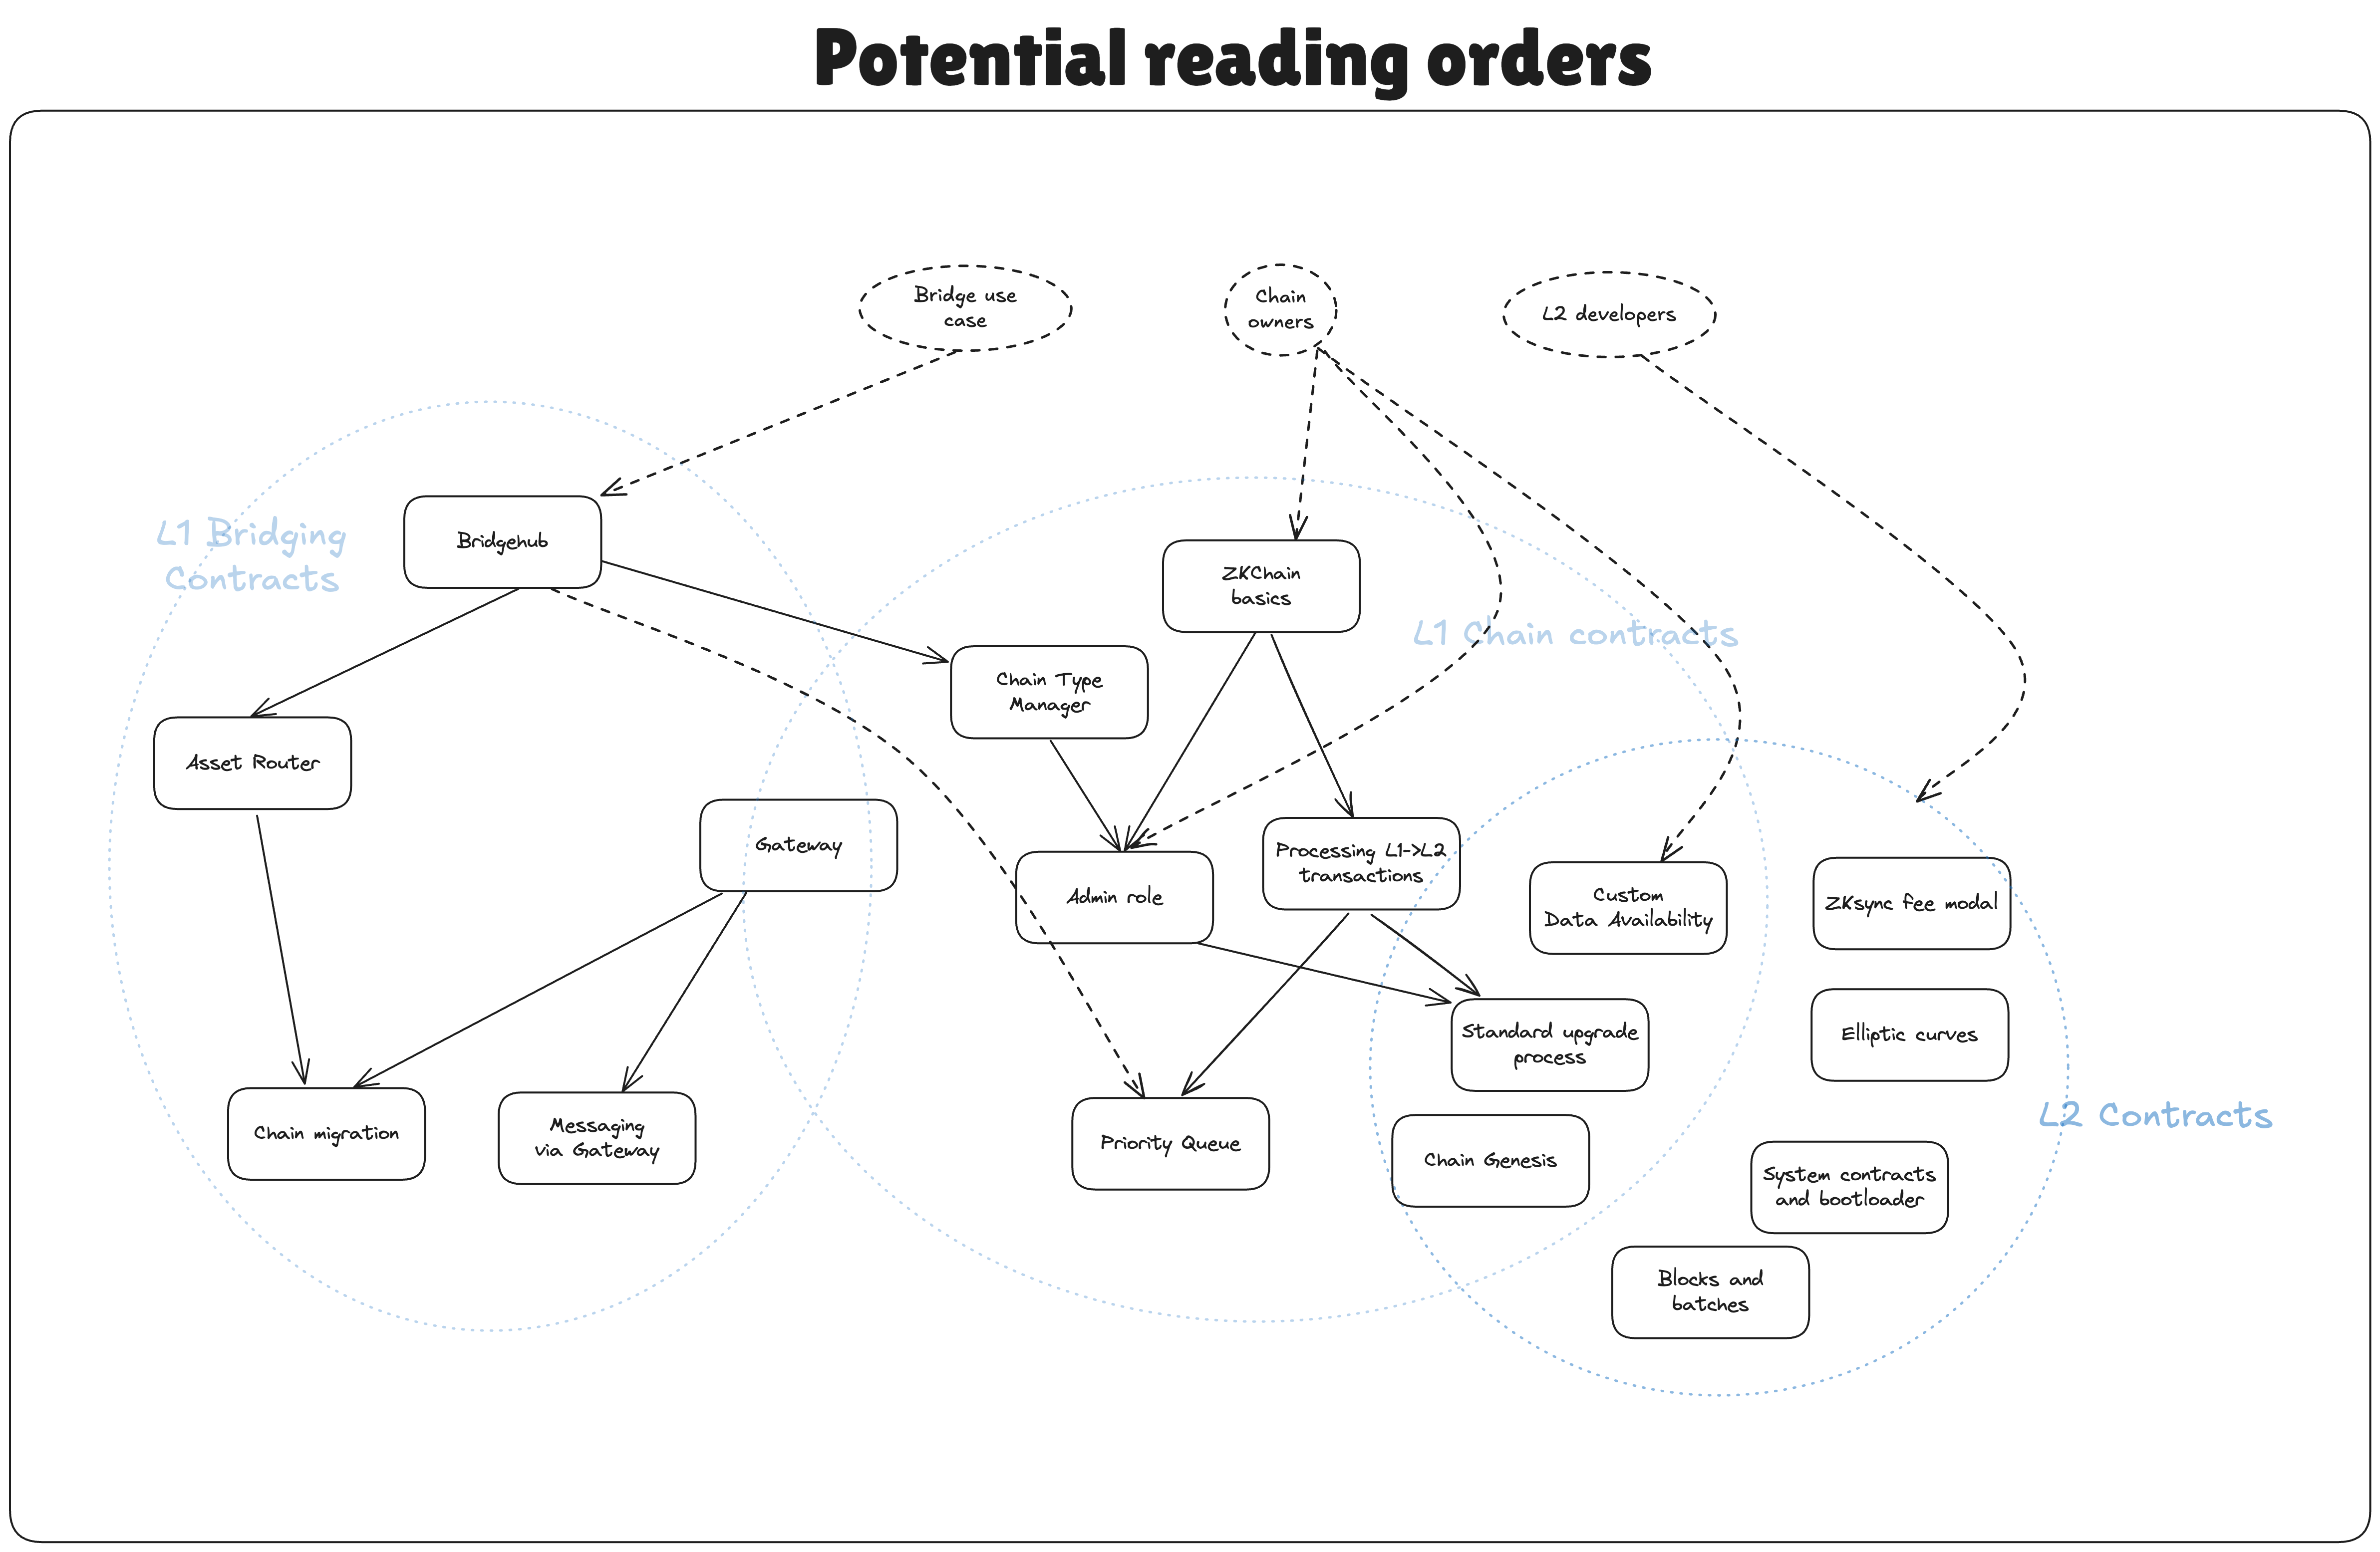 Potential reading orders
Bridge use
case
Chain
owners
L2 developers
L1 Bridging
Contracts
Bridgehub
ZKChain
basics
L1 Chain contracts
Chain Type
Manager
Asset Router
Gateway
Admin role
Processing L1->L2
transactions
Custom
Data Availability
ZKsync fee modal
Standard upgrade
process
Elliptic curves
L2 Contracts
Chain migration
Messaging
via Gateway
Priority Queue
Chain Genesis
System contracts
and bootloader
Blocks and
batches